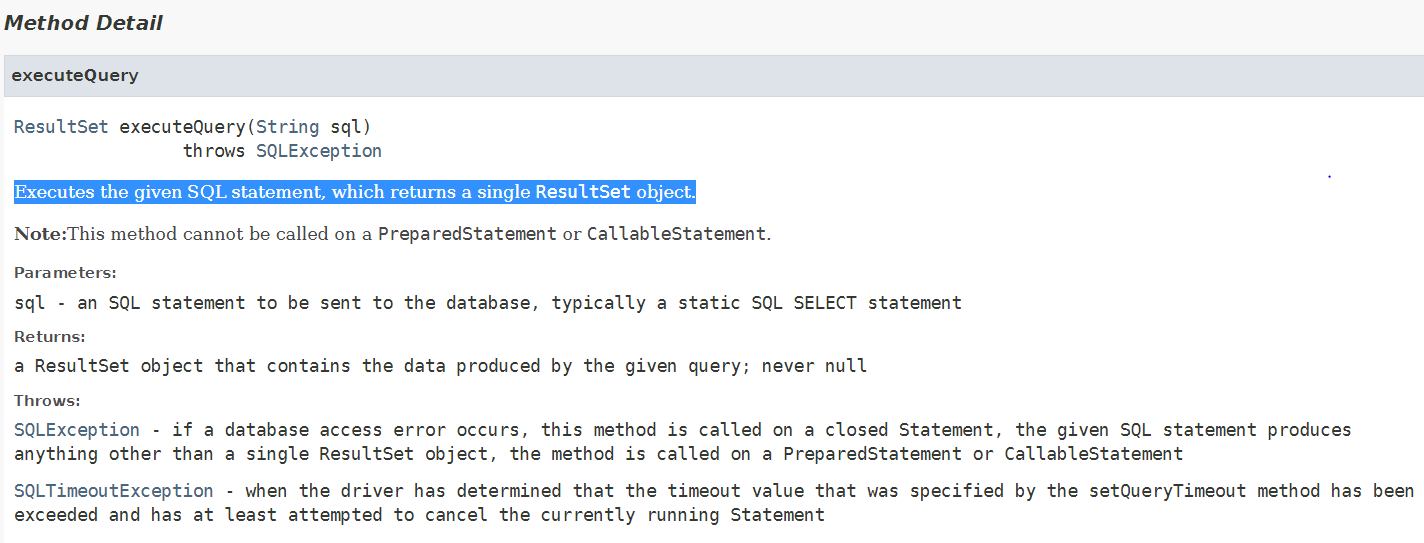 Method Detail
executeQuery
ResultSet executeQuery(String sql)
throws SQLException
Executes the given SQL statement, which returns a single ResultSet object.
Note:This method cannot be called on a PreparedStatement or CallableStatement.
Parameters:
sql - an SQL statement to be sent to the database, typically a static SQL SELECT statement
Returns:
a ResultSet object that contains the data produced by the given query; never null
Throws:
SQLException - if a database access error occurs, this method is called on a closed Statement, the given SQL statement produces
anything other than a single ResultSet object, the method is called on a PreparedStatement or CallableStatement
SQLTimeoutException - when the driver has determined that the timeout value that was specified by the setQueryTimeout method has been
exceeded and has at least attempted to cancel the currently running Statement